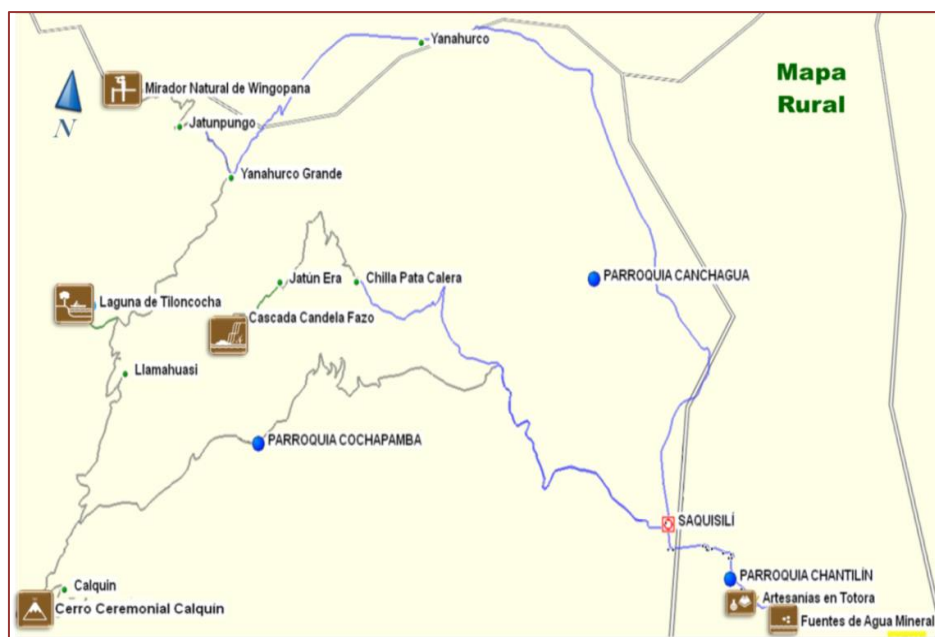 Yanahurco
Mapa
Rural
Mirador Natural de Wingopana
N
Jatunpungo
Yanahurco Grande
Jatún Era
Chilla Pata Calera
PARROQUIA CANCHAGUA
Laguna de Tiloncocha
Cascada Candela Fazo
Llamahuasi
PARROQUIA COCHAPAMBA
SAQUISILÍ
PARROQUIA CHANTILÍN
Calquin
Artesanías en Totora
Cerro Ceremonial Calquín
Fuentes de Agua Mineral